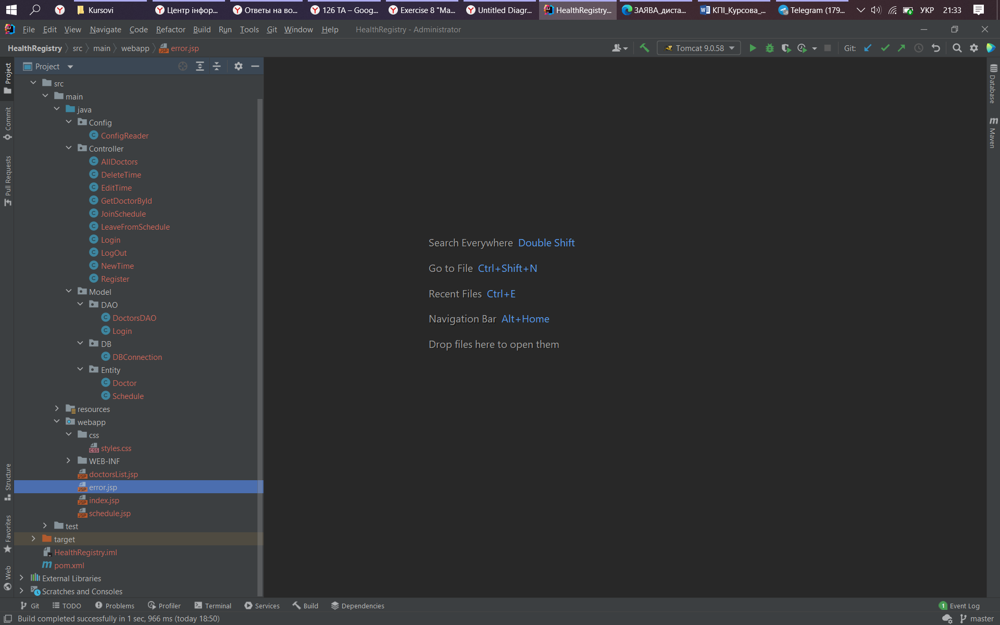 Kursovi
Центр інфор...
Ответы на во...
126 ТА – Goog...
Exercise 8 "Ma...
Untitled Diagr...
HealthRegistry...
ЗАЯВА_диста...
КПІ_Курсова_...
Telegram (179...
УКР
21:33
File Edit View Navigate Code Refactor Build Run Tools Git Window Help
HealthRegistry - Administrator
HealthRegistry src main webapp error.jsp
Tomcat 9.0.58
Git:
Project
Project
Commit
Pull Requests
Structure
Favorites
Web
src
main
java
Config
ConfigReader
Controller
AllDoctors
DeleteTime
EditTime
GetDoctorById
JoinSchedule
LeaveFromSchedule
Login
LogOut
NewTime
Register
Model
DAO
DoctorsDAO
Login
DB
DBConnection
Entity
Doctor
Schedule
resources
webapp
css
styles.css
WEB-INF
doctorsList.jsp
error.jsp
index.jsp
schedule.jsp
test
target
HealthRegistry.iml
pom.xml
External Libraries
Scratches and Consoles
Search Everywhere Double Shift
Go to File Ctrl+Shift+N
Recent Files Ctrl+E
Navigation Bar Alt+Home
Drop files here to open them
Database
Maven
Git
TODO
Problems
Profiler
Terminal
Services
Build
Dependencies
1 Event Log
Build completed successfully in 1 sec, 966 ms (today 18:50)
master